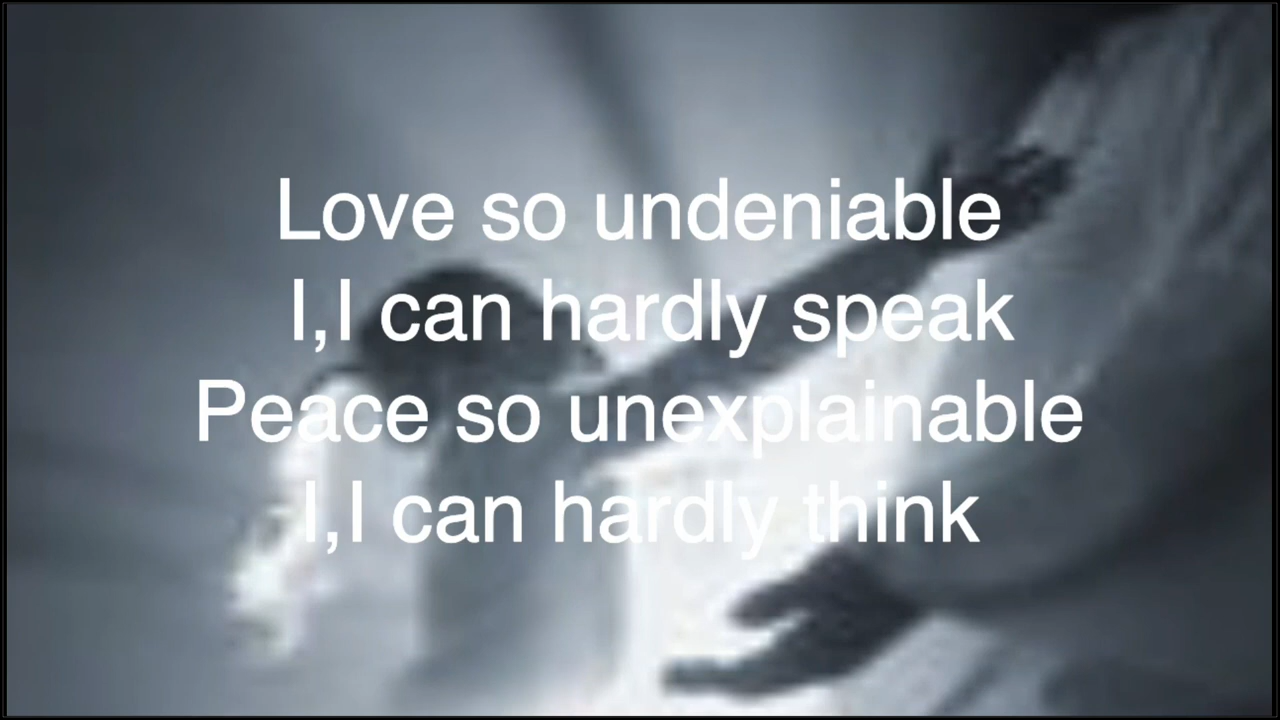 Love so undeniable
I,I can hardly speak
Peace so unexplainable
I,I can hardly think